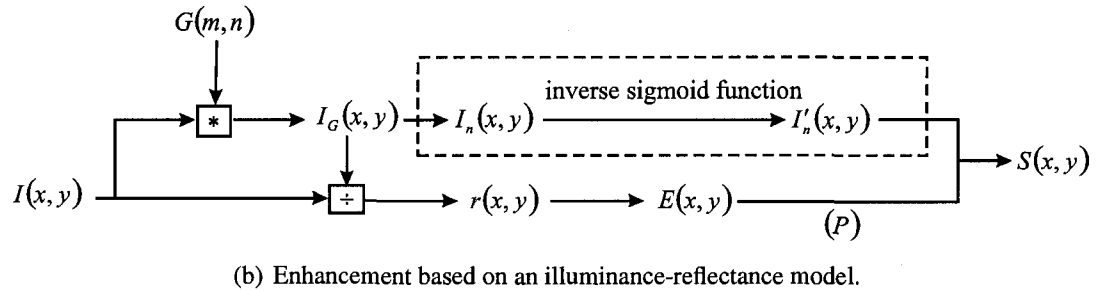 G(m,n)
inverse sigmoid function
* I_G(x,y) I_n(x,y) I'_n(x,y)
S(x,y)
I(x,y) ÷ r(x,y) E(x,y)
(P)
(b) Enhancement based on an illuminance-reflectance model.